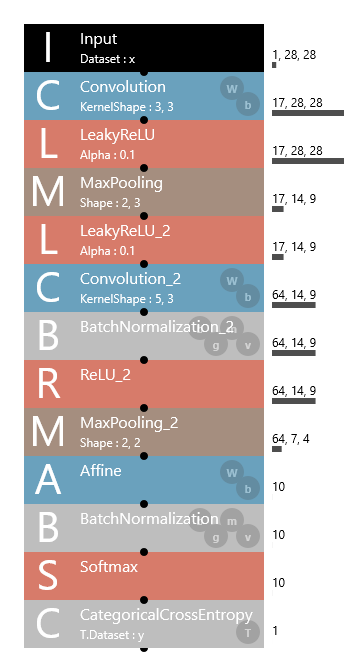 I Input 1, 28, 28
Dataset : x
C Convolution W 17, 28, 28
KernelShape : 3, 3 b
L LeakyReLU 17, 28, 28
Alpha : 0.1
M MaxPooling 17, 14, 9
Shape : 2, 3
L LeakyReLU_2 17, 14, 9
Alpha : 0.1
C Convolution_2 W 64, 14, 9
KernelShape : 5, 3 b
B BatchNormalization_2 m 64, 14, 9
g v
R ReLU_2 64, 14, 9
M MaxPooling_2 64, 7, 4
Shape : 2, 2
A Affine W 10
b
B BatchNormalization m 10
g v
S Softmax 10
C CategoricalCrossEntropy 1
T.Dataset : y T